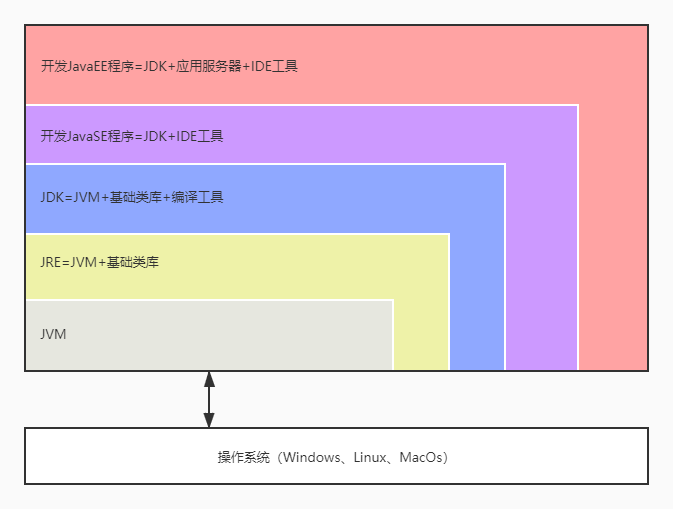 开发JavaEE程序=JDK+应用服务器+IDE工具
开发JavaSE程序=JDK+IDE工具
JDK=JVM+基础类库+编译工具
JRE=JVM+基础类库
JVM
操作系统（Windows、Linux、MacOs）